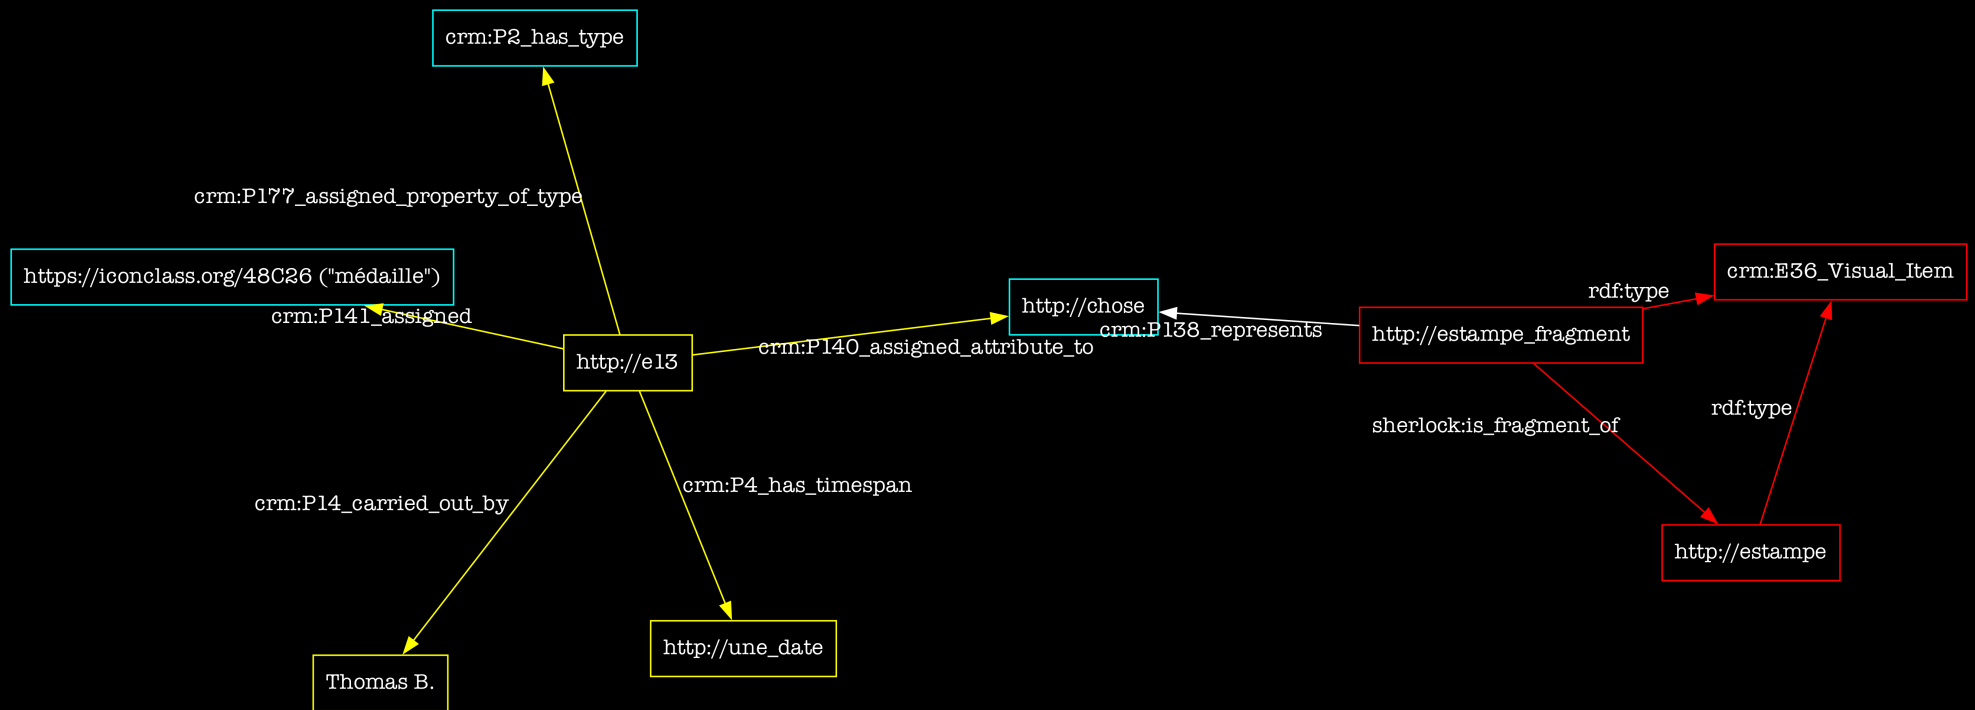 crm:P2_has_type
crm:P177_assigned_property_of_type
https://iconclass.org/48C26 ("médaille")
crm:P141_assigned
http://e13
crm:P140_assigned_attribute_to
http://chose
crm:P138_represents
http://estampe_fragment
rdf:type
crm:E36_Visual_Item
rdf:type
sherlock:is_fragment_of
http://estampe
crm:P14_carried_out_by
crm:P4_has_timespan
http://une_date
Thomas B.